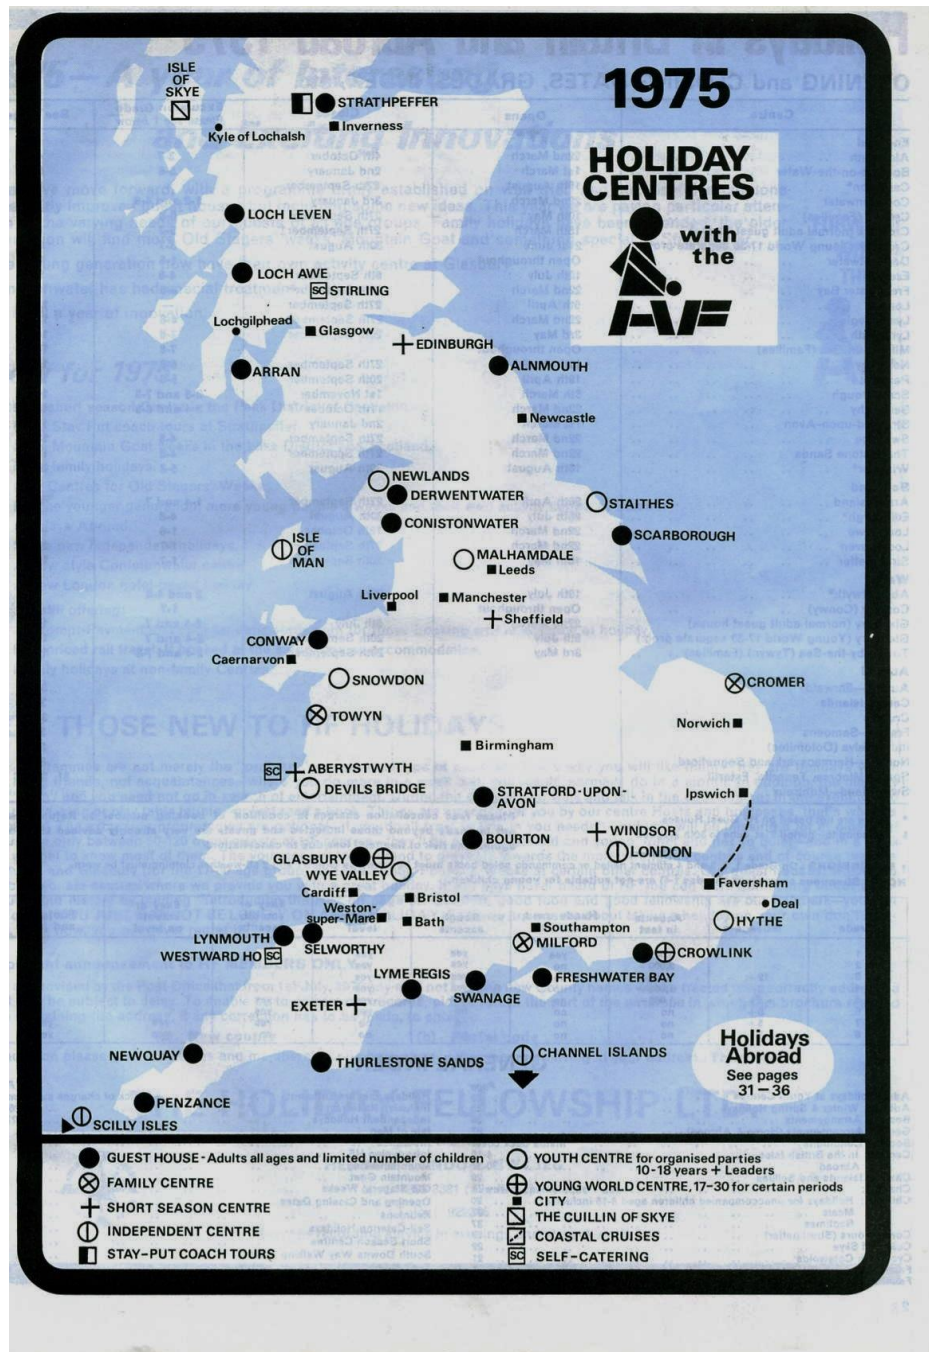 1975
HOLIDAY
CENTRES
with
the
HF
ISLE
OF
SKYE
STRATHPEFFER
Inverness
Kyle of Lochalsh
LOCH LEVEN
LOCH AWE
SC STIRLING
Lochgilphead
Glasgow
EDINBURGH
ARRAN
ALNMOUTH
Newcastle
NEWLANDS
DERWENTWATER
STAITHES
CONISTONWATER
SCARBOROUGH
ISLE
OF
MAN
MALHAMDALE
Leeds
Liverpool
Manchester
Sheffield
CONWAY
Caernarvon
SNOWDON
CROMER
TOWYN
Norwich
Birmingham
SC ABERYSTWYTH
DEVILS BRIDGE
STRATFORD-UPON-
AVON
Ipswich
WINDSOR
BOURTON
LONDON
GLASBURY
WYE VALLEY
Faversham
Cardiff
Bristol
Deal
Weston-
super-Mare
Bath
HYTHE
Southampton
LYNMOUTH
SELWORTHY
MILFORD
WESTWARD HO SC
CROWLINK
LYME REGIS
FRESHWATER BAY
SWANAGE
EXETER
Holidays
Abroad
See pages
31-36
NEWQUAY
THURLESTONE SANDS
CHANNEL ISLANDS
PENZANCE
SCILLY ISLES
GUEST HOUSE - Adults all ages and limited number of children
FAMILY CENTRE
SHORT SEASON CENTRE
INDEPENDENT CENTRE
STAY-PUT COACH TOURS
YOUTH CENTRE for organised parties
10-18 years + Leaders
YOUNG WORLD CENTRE, 17-30 for certain periods
CITY
THE CUILLIN OF SKYE
COASTAL CRUISES
SC SELF-CATERING